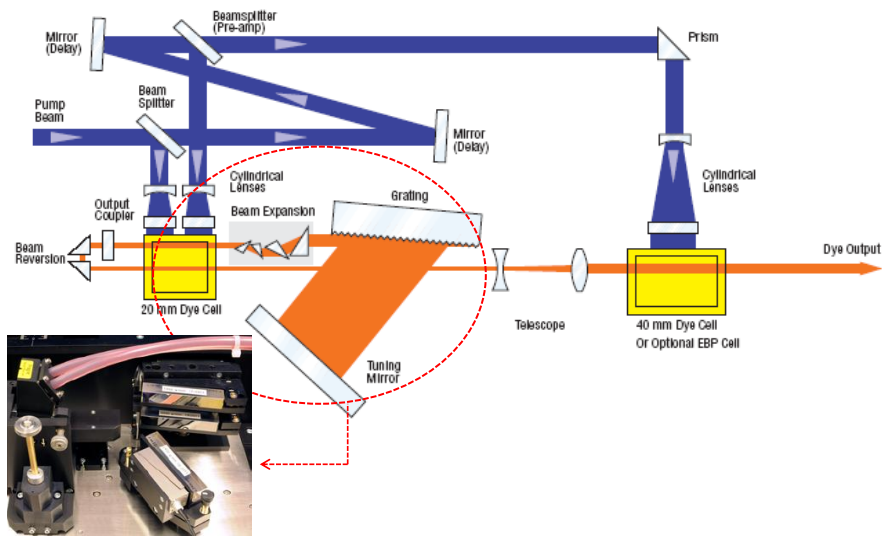 Beamsplitter
(Pre-amp)
Mirror
(Delay)
Prism
Beam
Splitter
Pump
Beam
Mirror
(Delay)
Cylindrical
Lenses
Cylindrical
Lenses
Output
Coupler
Beam Expansion
Grating
Beam
Reversion
Dye Output
20 mm Dye Cell
Telescope
40 mm Dye Cell
Or Optional EBP Cell
Tuning
Mirror